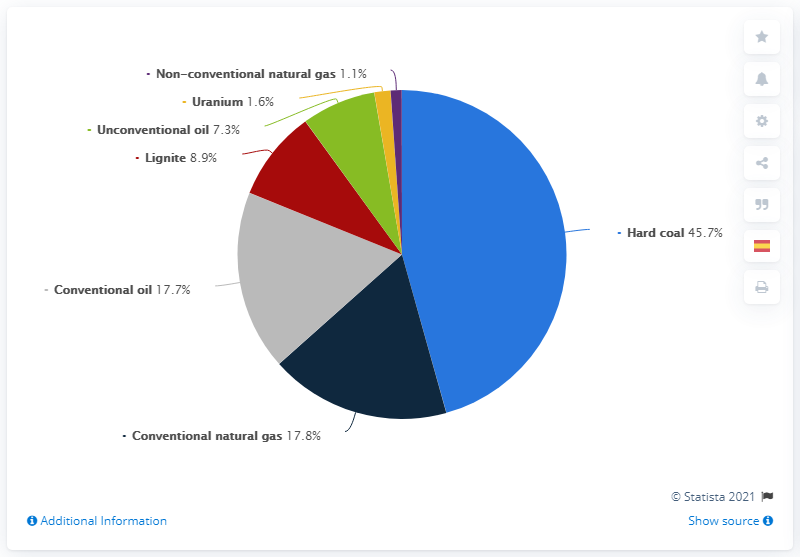 - Non-conventional natural gas 1.1%
- Uranium 1.6%
- Unconventional oil 7.3%
- Lignite 8.9%
- Hard coal 45.7%
- Conventional oil 17.7%
- Conventional natural gas 17.8%
© Statista 2021
Additional Information
Show source